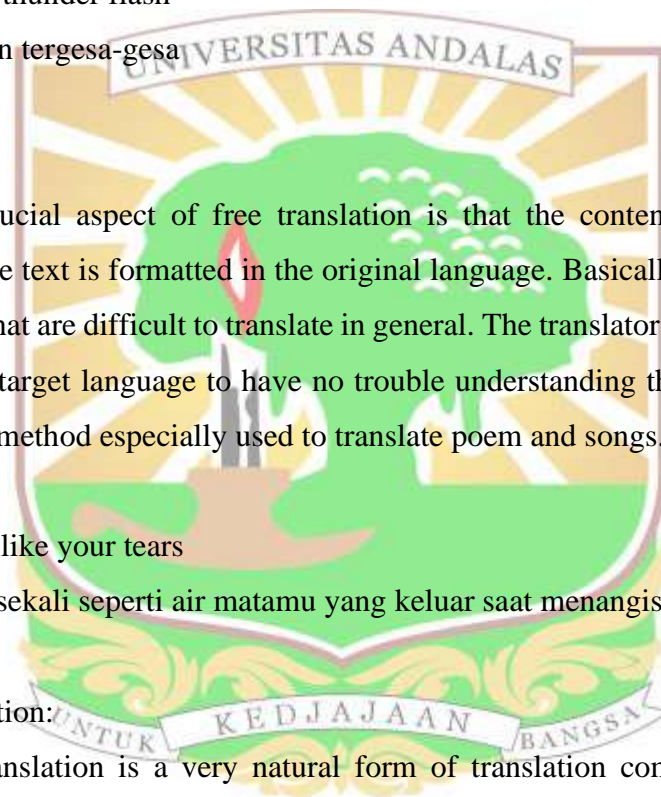 thunder flash
n tergesa-gesa
UNIVERSITAS ANDALAS
ucial aspect of free translation is that the conten
e text is formatted in the original language. Basicall
hat are difficult to translate in general. The translator
target language to have no trouble understanding th
method especially used to translate poem and songs.
like your tears
sekali seperti air matamu yang keluar saat menangis
tion:
UNTUK KEDJAJAAN BANGSA
anslation is a very natural form of translation con